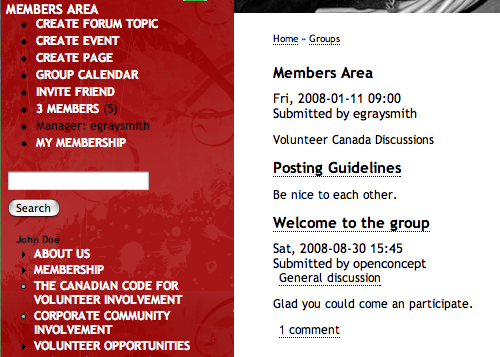 MEMBERS AREA
CREATE FORUM TOPIC
CREATE EVENT
CREATE PAGE
GROUP CALENDAR
INVITE FRIEND
3 MEMBERS (5)
Manager: egraysmith
MY MEMBERSHIP
Search
John Doe
ABOUT US
MEMBERSHIP
THE CANADIAN CODE FOR
VOLUNTEER INVOLVEMENT
CORPORATE COMMUNITY
INVOLVEMENT
VOLUNTEER OPPORTUNITIES
Home » Groups
Members Area
Fri, 2008-01-11 09:00
Submitted by egraysmith
Volunteer Canada Discussions
Posting Guidelines
Be nice to each other.
Welcome to the group
Sat, 2008-08-30 15:45
Submitted by openconcept
General discussion
Glad you could come an participate.
1 comment